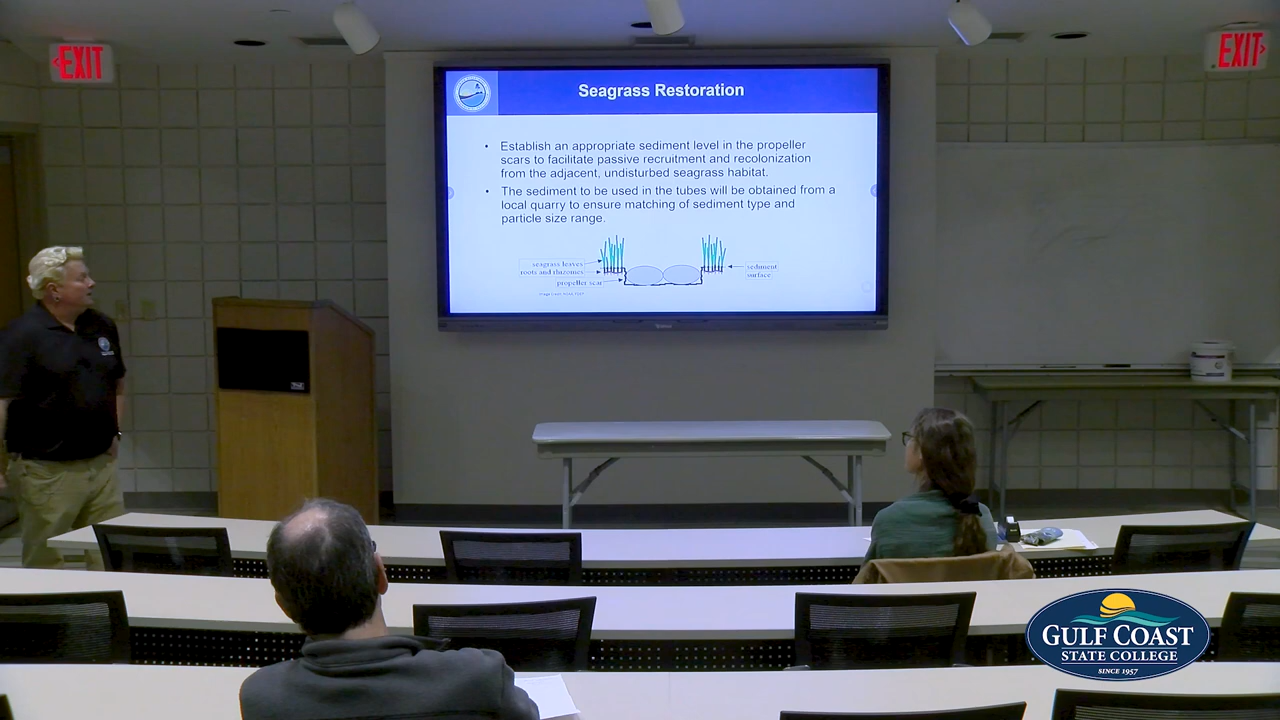 EXIT
EXIT
Seagrass Restoration
• Establish an appropriate sediment level in the propeller
scars to facilitate passive recruitment and recolonization
from the adjacent, undisturbed seagrass habitat.
• The sediment to be used in the tubes will be obtained from a
local quarry to ensure matching of sediment type and
particle size range.
seagrass leaves
roots and rhizomes
propeller scar
sediment
surface
GULF COAST
STATE COLLEGE
SINCE 1957